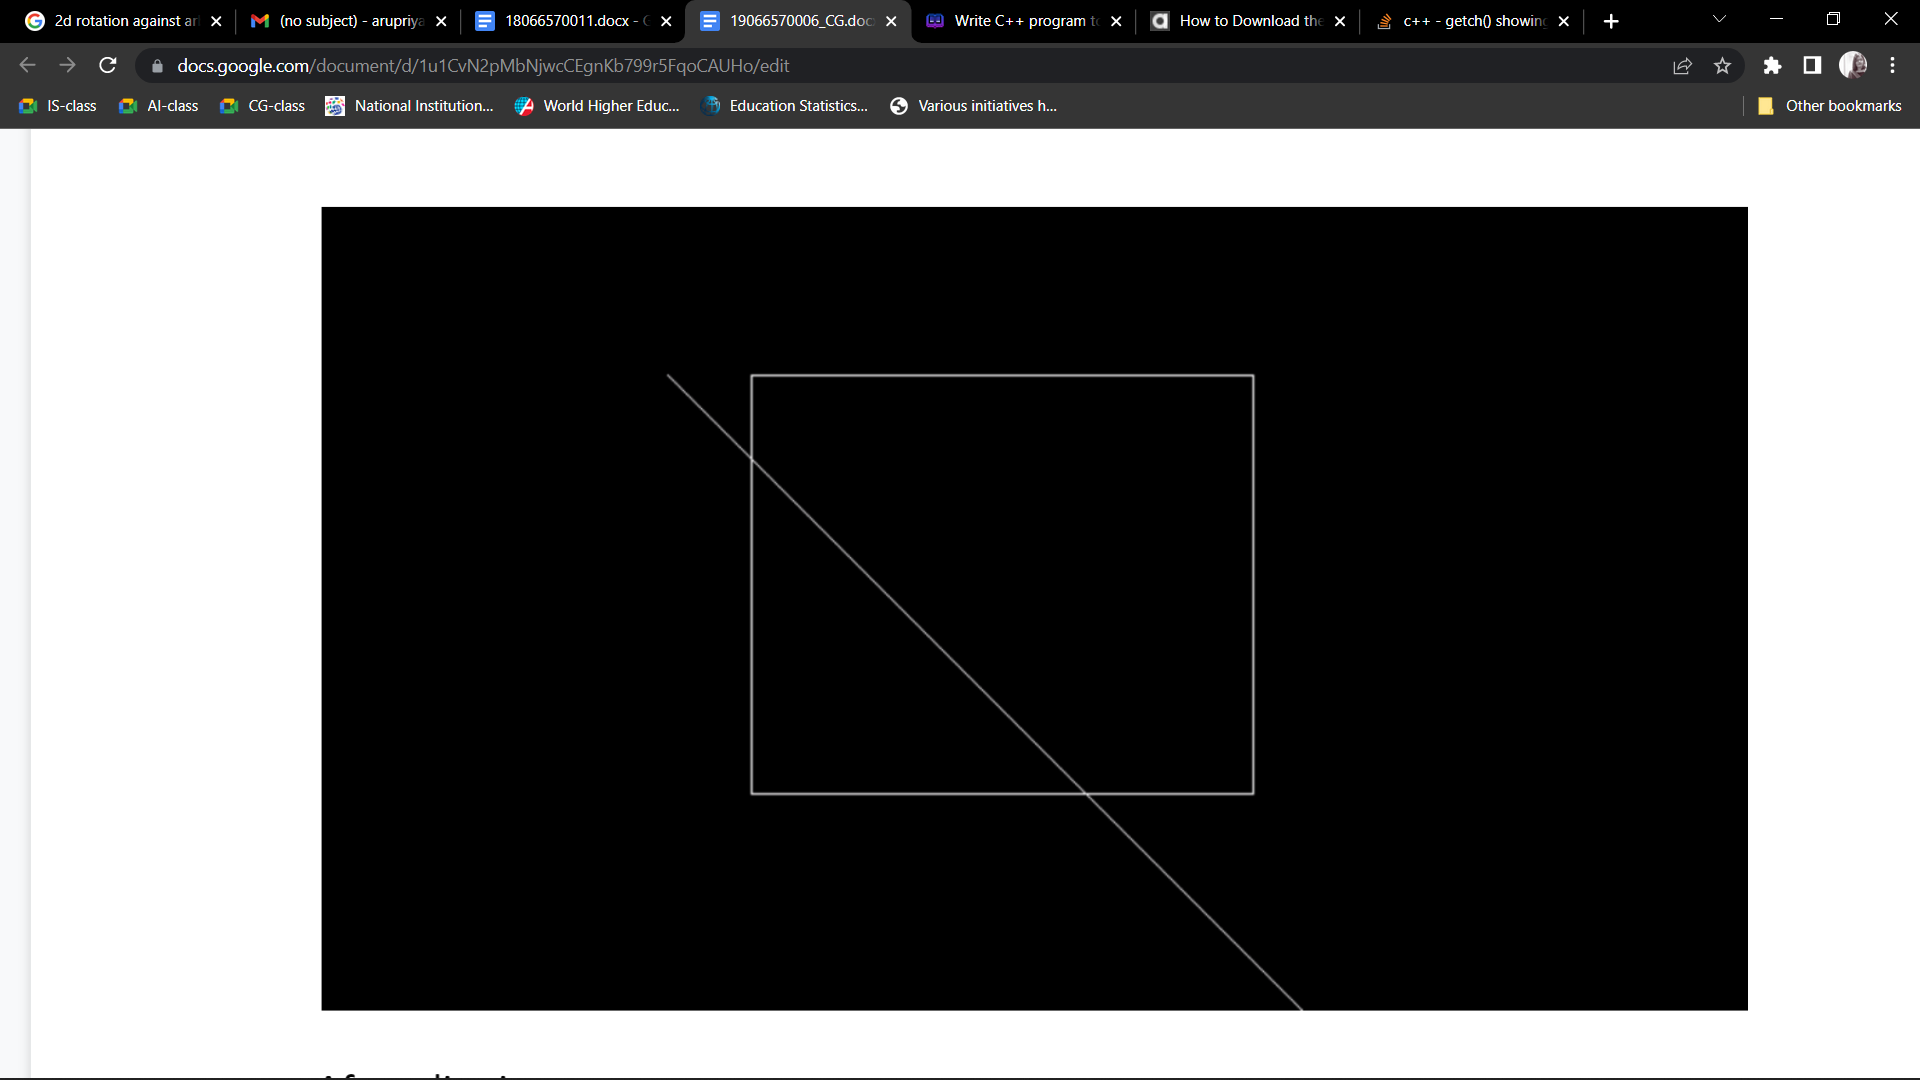 2d rotation against ar
(no subject) - arupriya
18066570011.docx - G
19066570006_CG.doc
Write C++ program to
How to Download the
c++ - getch() showing
docs.google.com/document/d/1u1CvN2pMbNjwcCEgnKb799r5FqoCAUHo/edit
IS-class
AI-class
CG-class
National Institution...
World Higher Educ...
Education Statistics...
Various initiatives h...
Other bookmarks